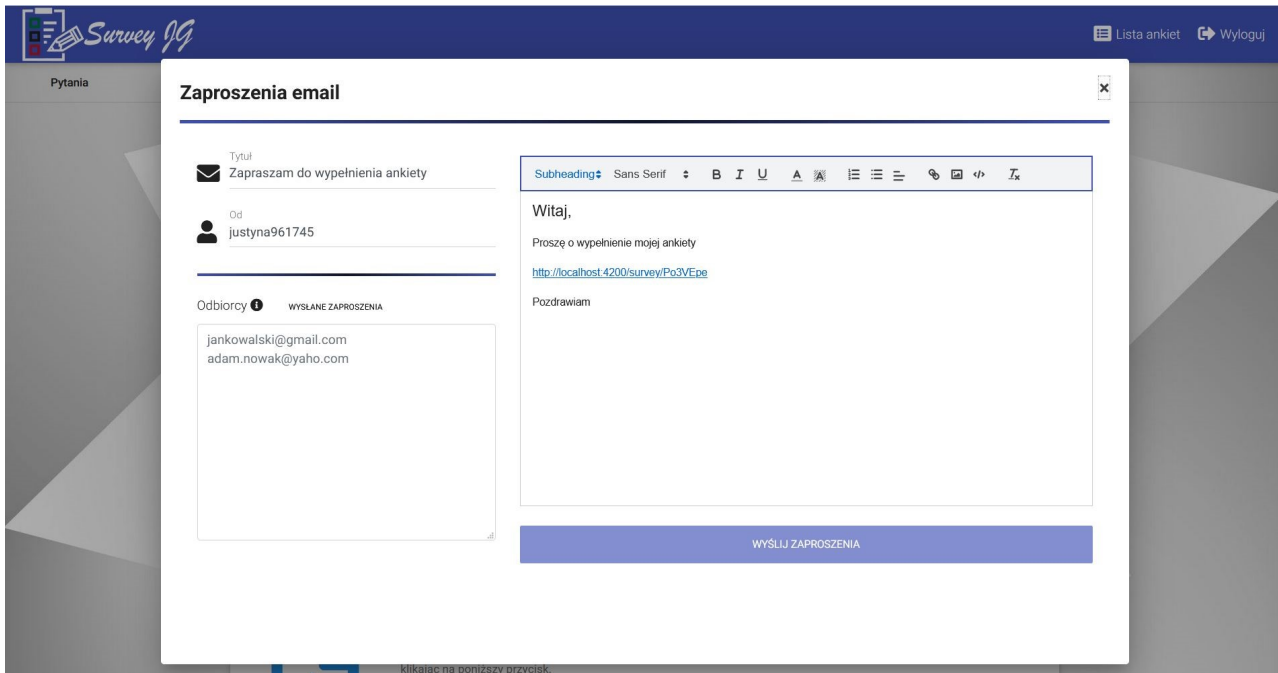 Survey JG
Lista ankiet
Wyloguj
Pytania
Zaproszenia email
Tytuł
Zapraszam do wypełnienia ankiety
Od
justyna961745
Odbiorcy
WYSŁANE ZAPROSZENIA
jankowalski@gmail.com
adam.nowak@yaho.com
Subheading Sans Serif
Witaj,
Proszę o wypełnienie mojej ankiety
http://localhost:4200/survey/Po3VEpe
Pozdrawiam
WYŚLIJ ZAPROSZENIA
klikając na poniższy przycisk.